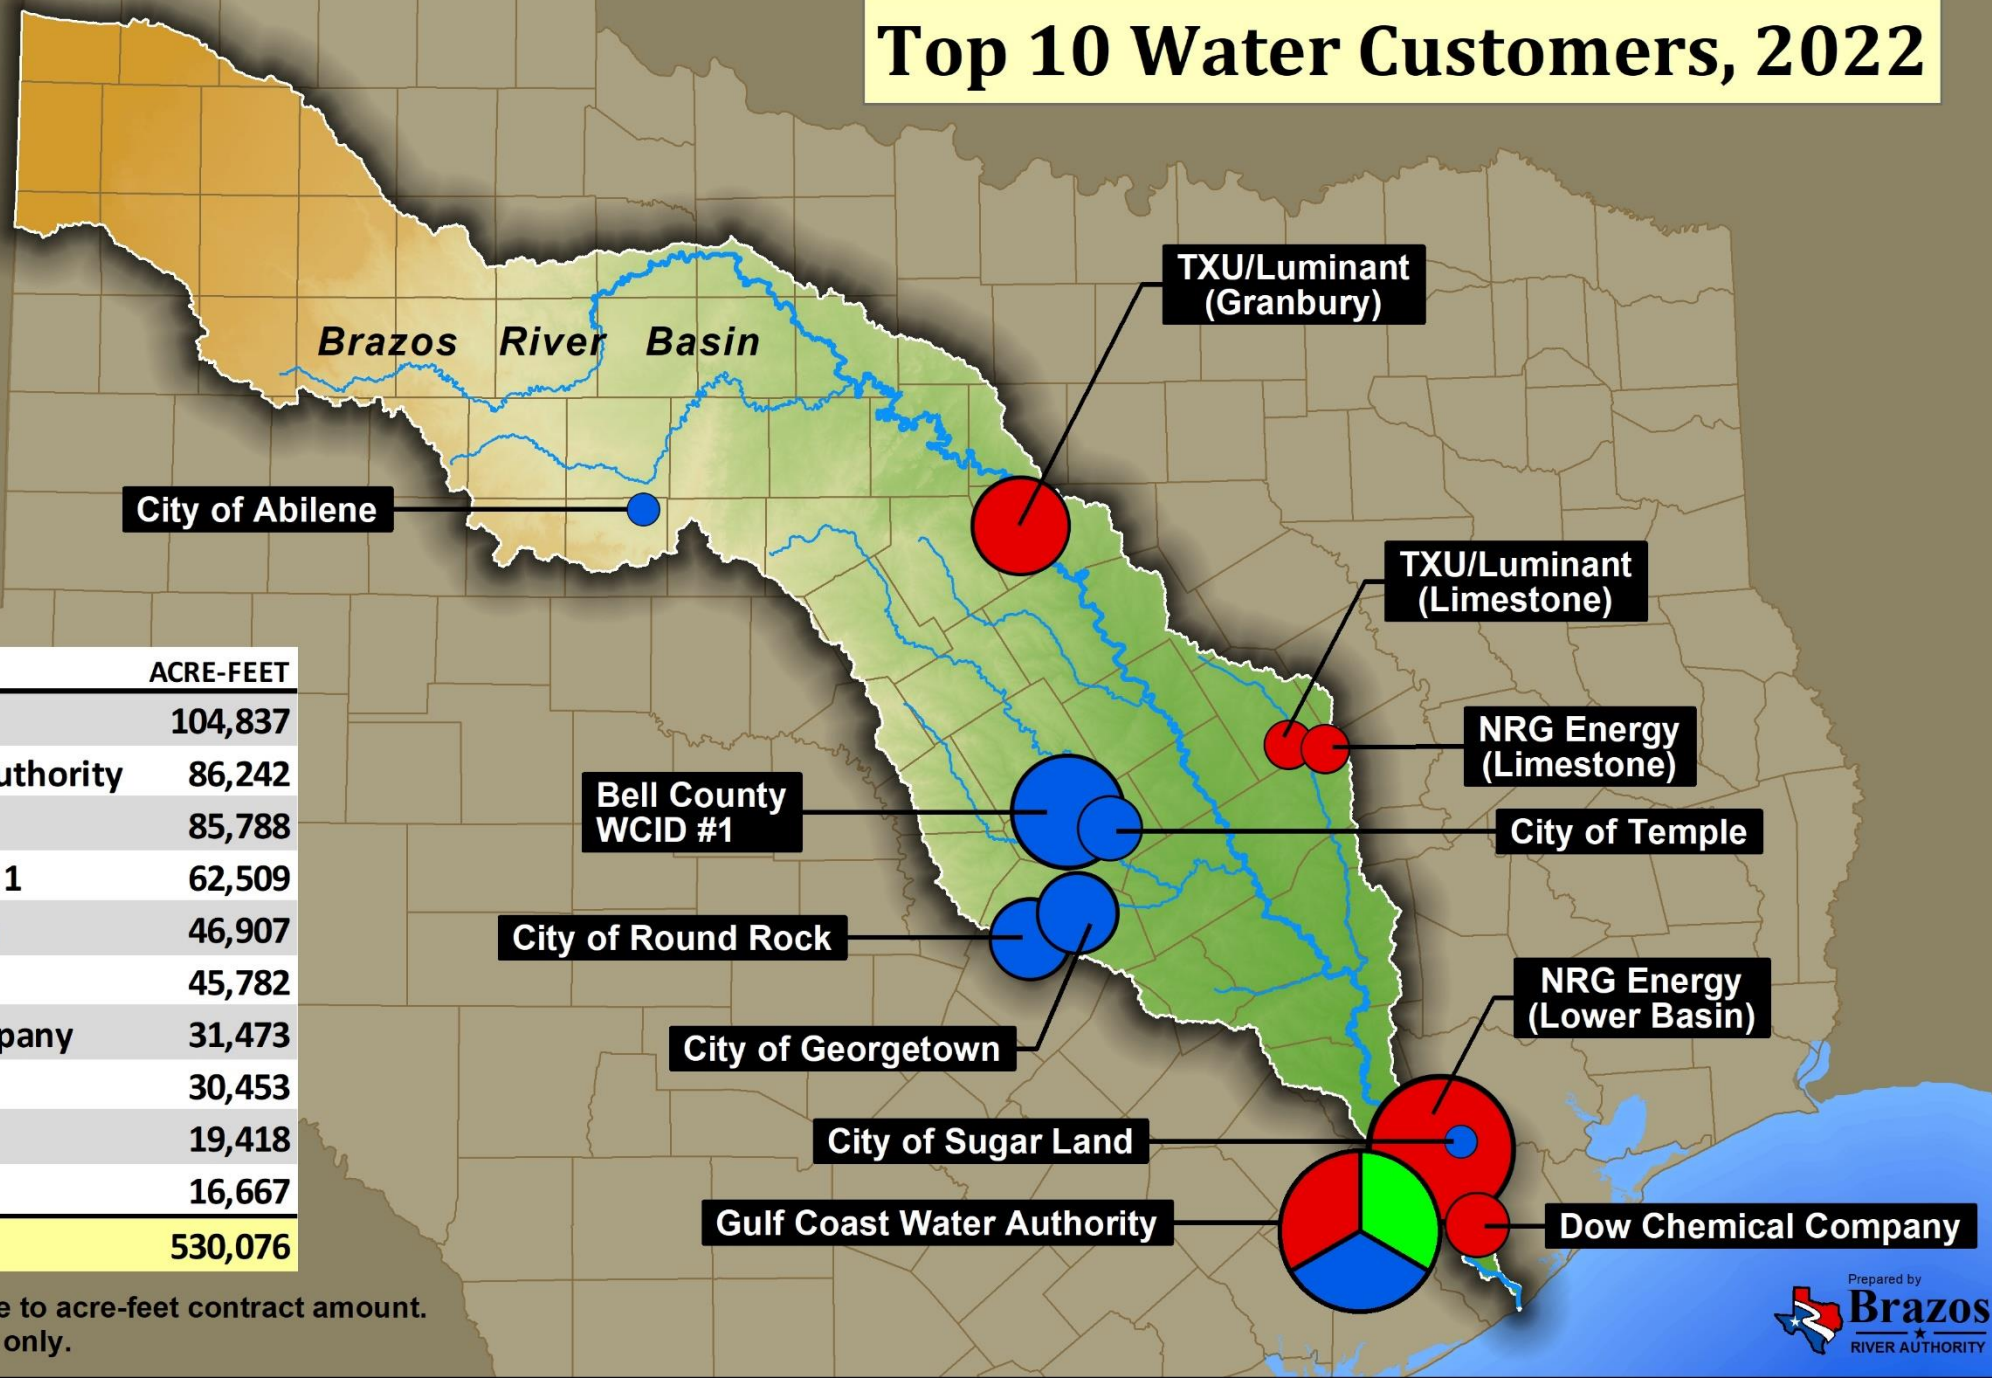 Top 10 Water Customers, 2022
TXU/Luminant
(Granbury)
Brazos River Basin
City of Abilene
TXU/Luminant
(Limestone)
NRG Energy
(Limestone)
Bell County
WCID #1
City of Temple
City of Round Rock
NRG Energy
(Lower Basin)
City of Georgetown
City of Sugar Land
Gulf Coast Water Authority
Dow Chemical Company
ACRE-FEET
104,837
uthority 86,242
85,788
1 62,509
46,907
45,782
pany 31,473
30,453
19,418
16,667
530,076
e to acre-feet contract amount.
only.
Prepared by
Brazos
RIVER AUTHORITY